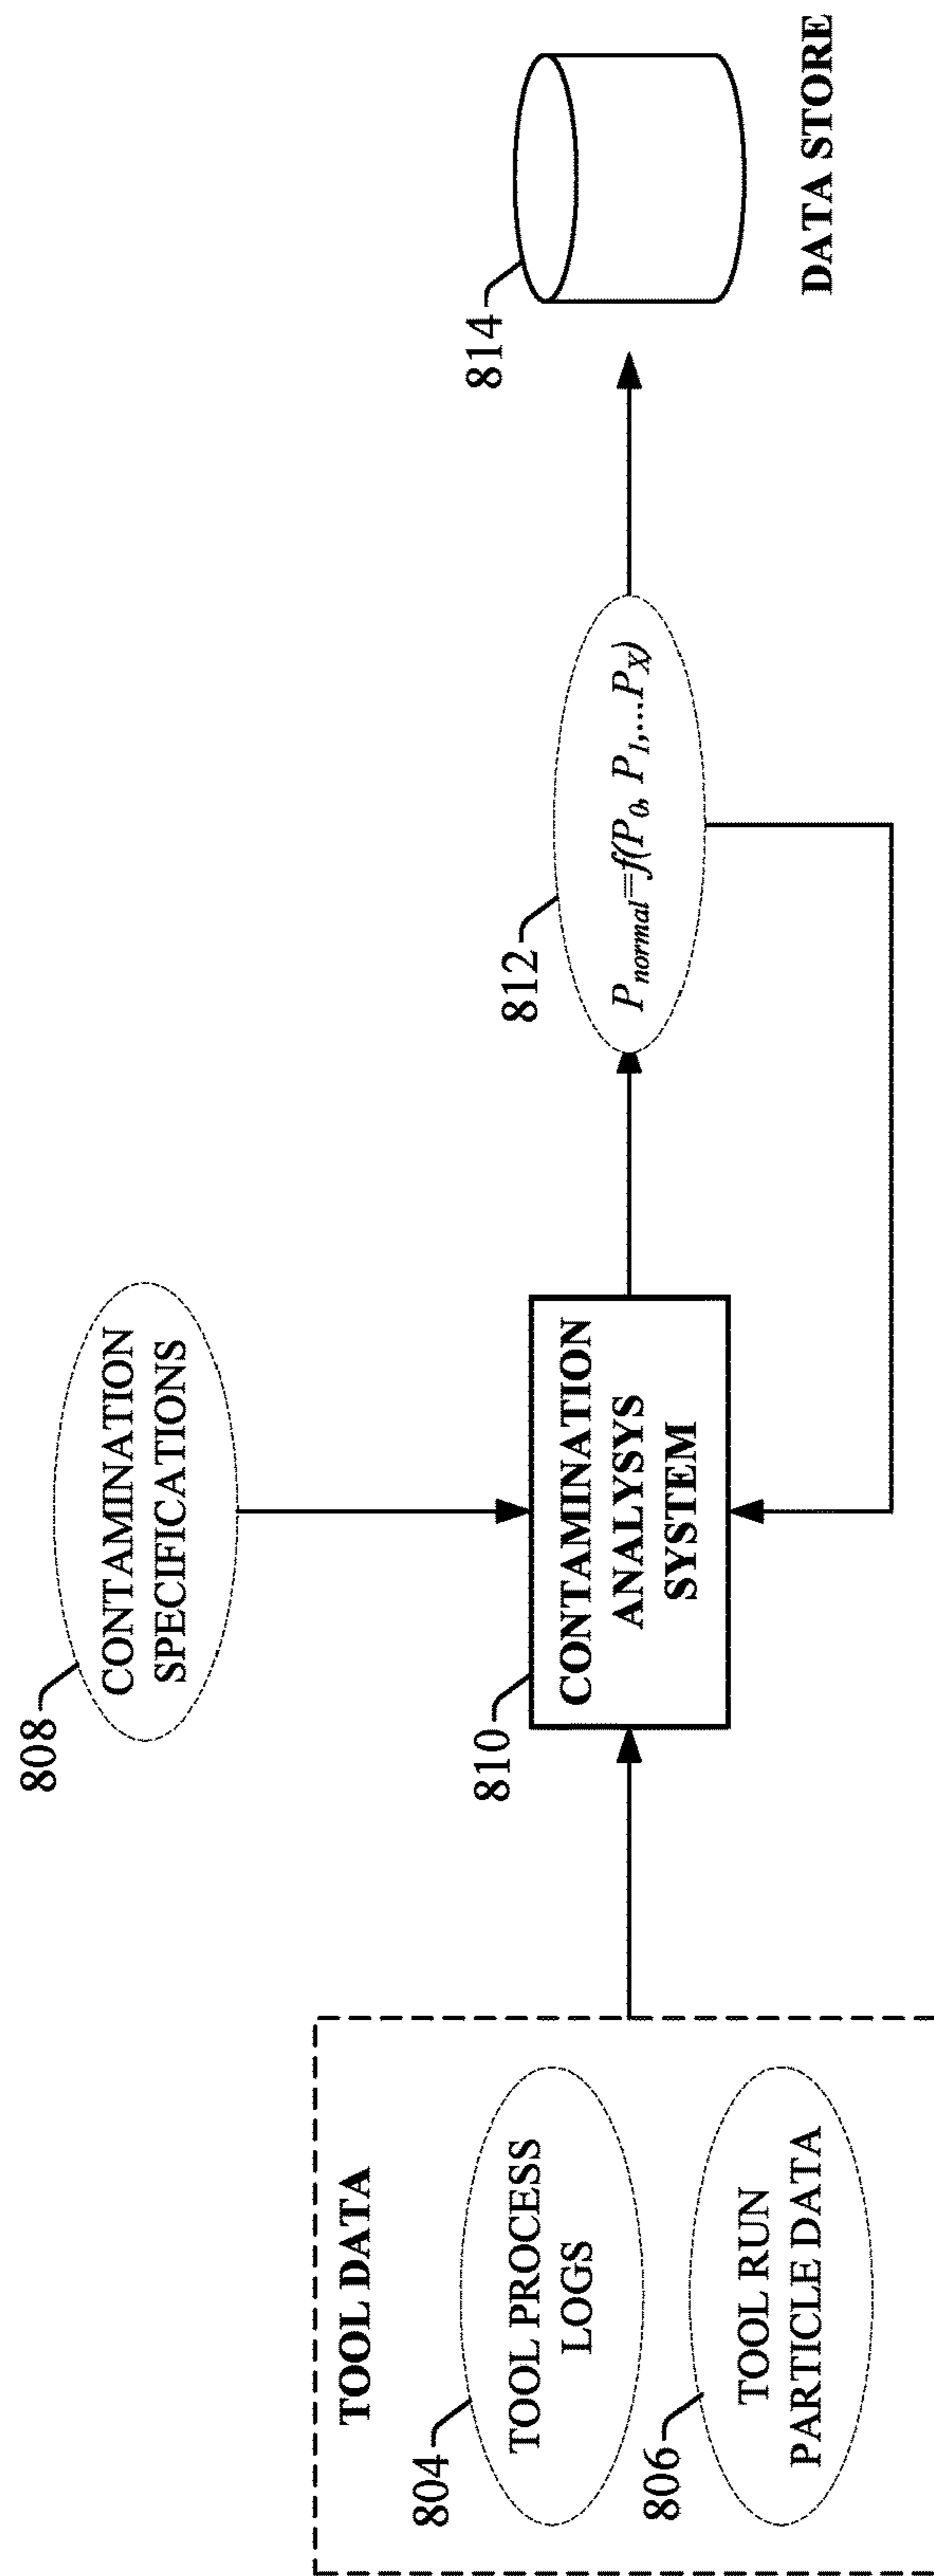 808
CONTAMINATION
SPECIFICATIONS
TOOL DATA
804
TOOL PROCESS
LOGS
806
TOOL RUN
PARTICLE DATA
810
CONTAMINATION
ANALYSYS
SYSTEM
812
P_normal=f(P_0, P_1,...P_X)
814
DATA STORE